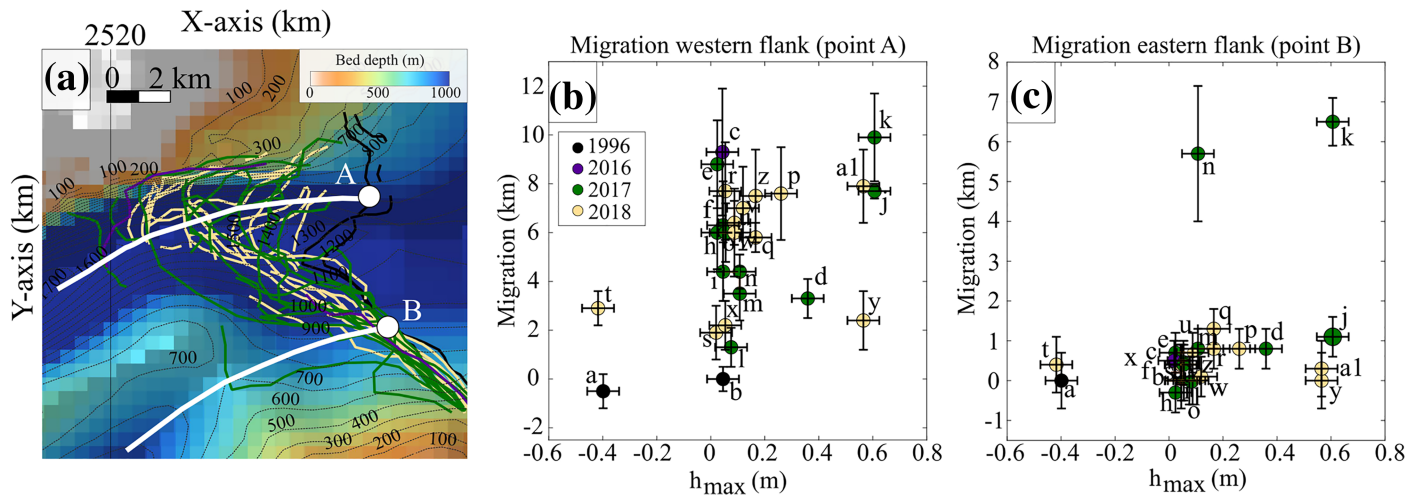 X-axis (km)
Y-axis (km)
2520
(a)
0 2 km
Bed depth (m)
0 500 1000
100
200
700
800
300
100
200
100
A
1400
1300
1200
1100
1600
1700
1000
900
B
700
700
600
500
400
300
200
100
Migration western flank (point A)
(b)
Migration (km)
12
10
8
6
4
2
0
-2
-0.6 -0.4 -0.2 0 0.2 0.4 0.6 0.8
hmax (m)
1996
2016
2017
2018
c
k
e
r
z
p
a1
j
f
v
h
q
i
n
m
d
t
x
s
l
y
a
b
Migration eastern flank (point B)
(c)
Migration (km)
8
7
6
5
4
3
2
1
0
-1
-0.6 -0.4 -0.2 0 0.2 0.4 0.6 0.8
hmax (m)
k
n
q
u
e
m
p
d
j
t
x
c
i
f
z
a1
a
b
w
y
h
o